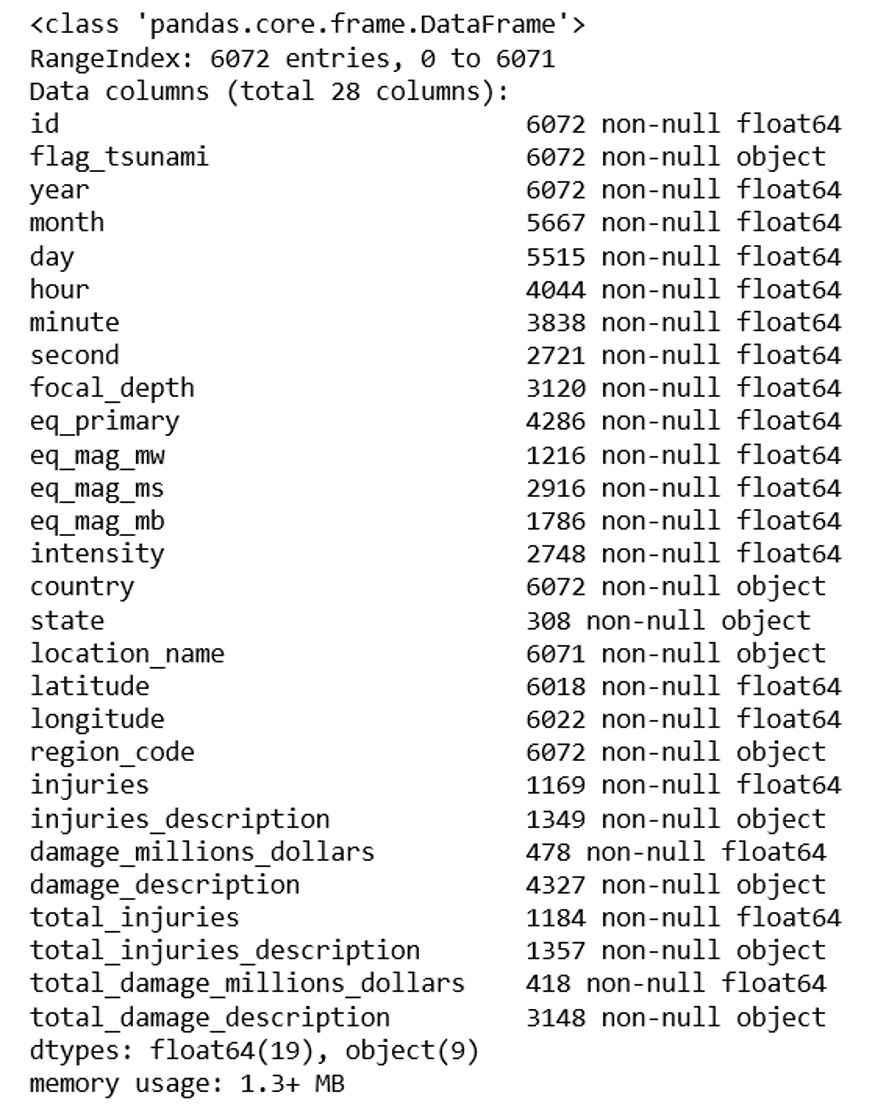 <class 'pandas.core.frame.DataFrame'>
RangeIndex: 6072 entries, 0 to 6071
Data columns (total 28 columns):
id 6072 non-null float64
flag_tsunami 6072 non-null object
year 6072 non-null float64
month 5667 non-null float64
day 5515 non-null float64
hour 4044 non-null float64
minute 3838 non-null float64
second 2721 non-null float64
focal_depth 3120 non-null float64
eq_primary 4286 non-null float64
eq_mag_mw 1216 non-null float64
eq_mag_ms 2916 non-null float64
eq_mag_mb 1786 non-null float64
intensity 2748 non-null float64
country 6072 non-null object
state 308 non-null object
location_name 6071 non-null object
latitude 6018 non-null float64
longitude 6022 non-null float64
region_code 6072 non-null object
injuries 1169 non-null float64
injuries_description 1349 non-null object
damage_millions_dollars 478 non-null float64
damage_description 4327 non-null object
total_injuries 1184 non-null float64
total_injuries_description 1357 non-null object
total_damage_millions_dollars 418 non-null float64
total_damage_description 3148 non-null object
dtypes: float64(19), object(9)
memory usage: 1.3+ MB